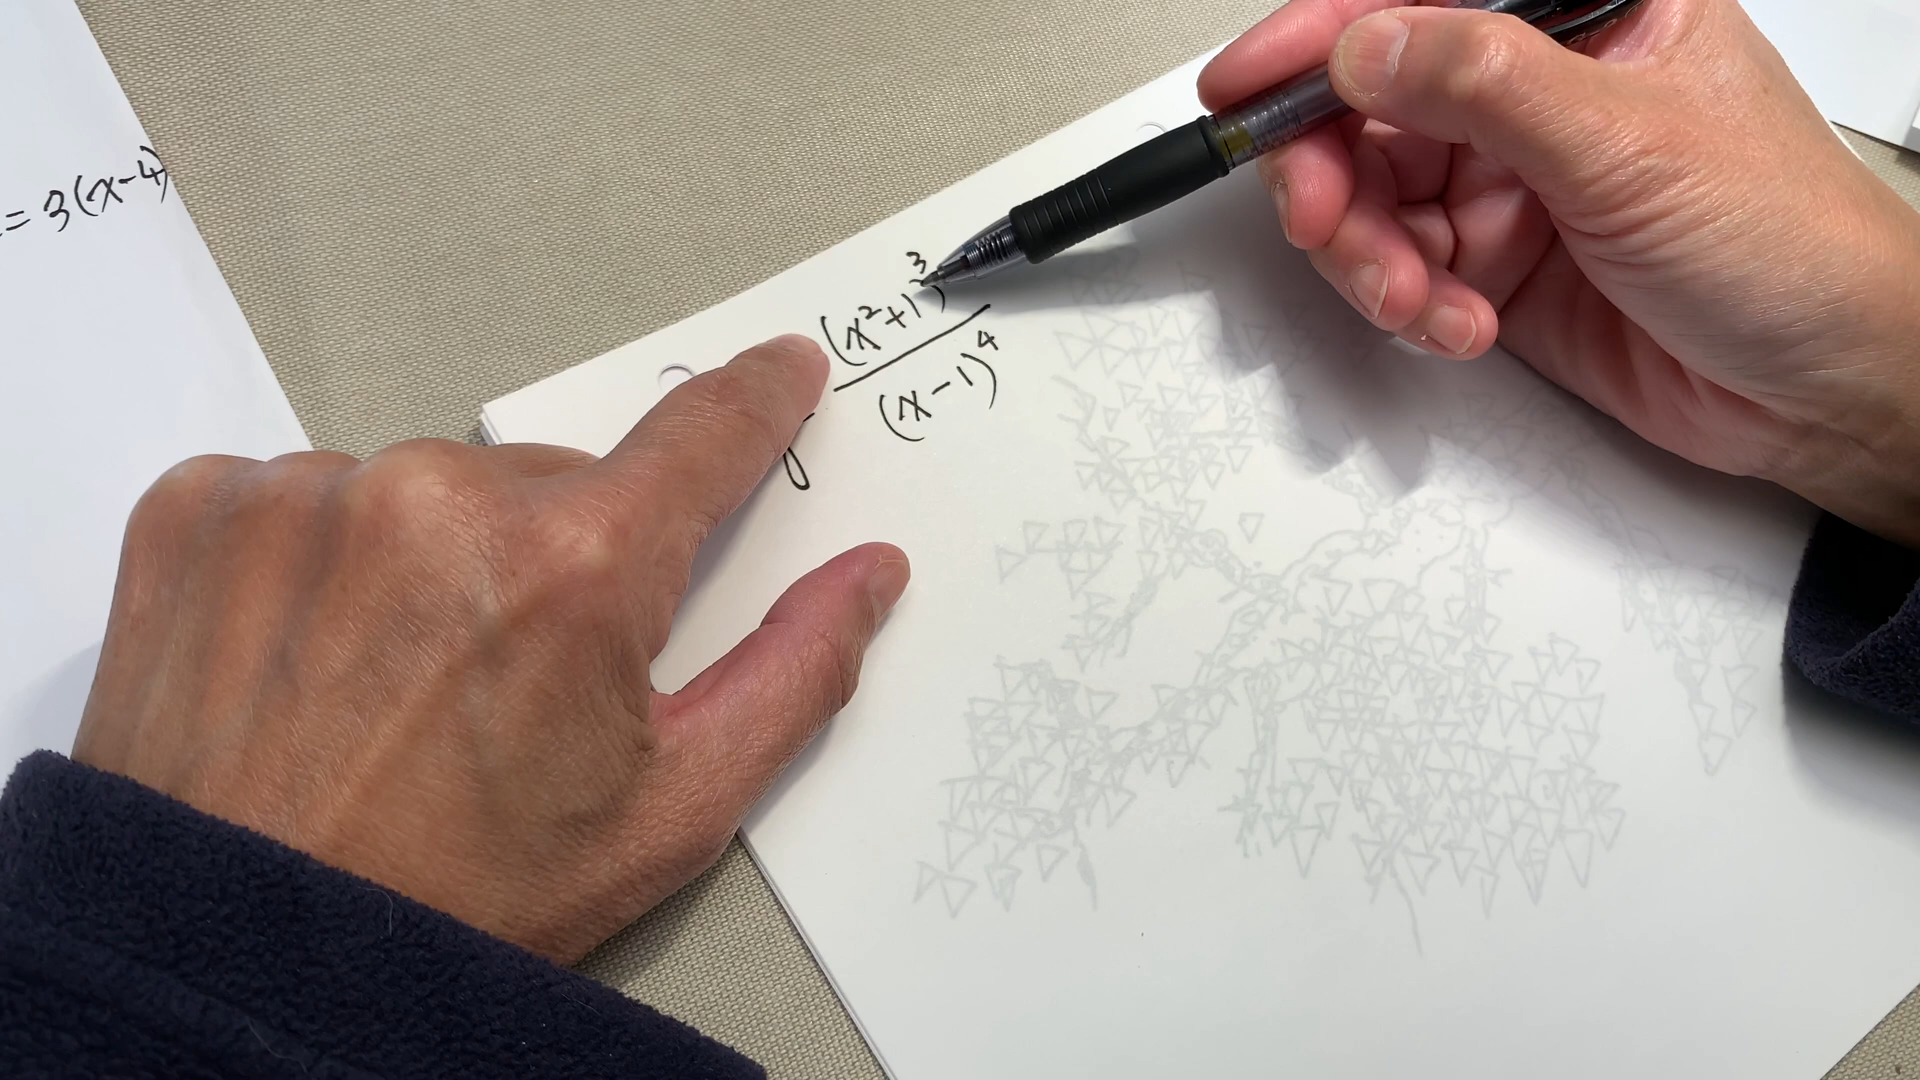 = 3(x-4)
(x²+1)³
(x-1)⁴